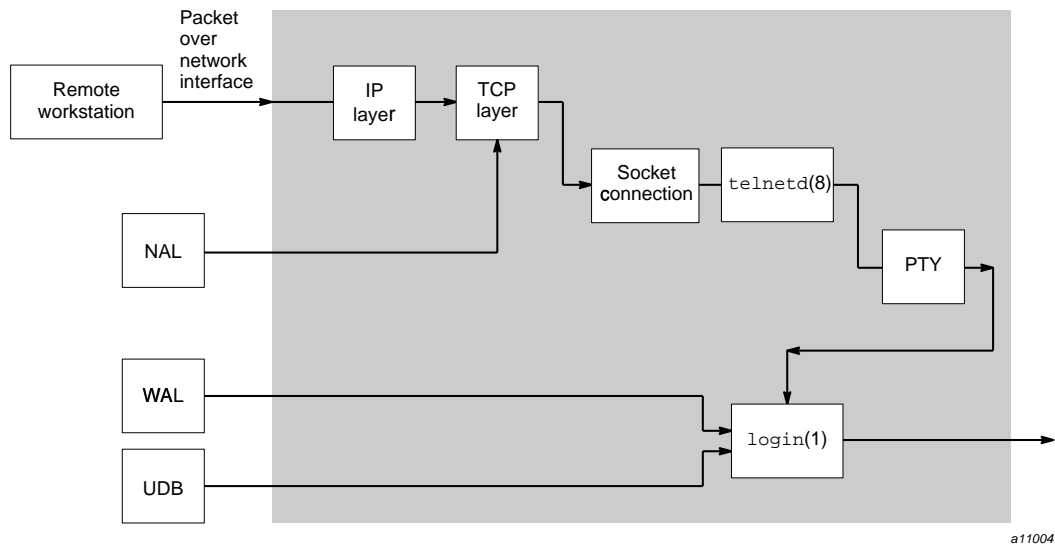 Packet
over
network
interface
Remote
workstation
IP
layer
TCP
layer
Socket
connection
telnetd(8)
NAL
PTY
WAL
login(1)
UDB
a11004